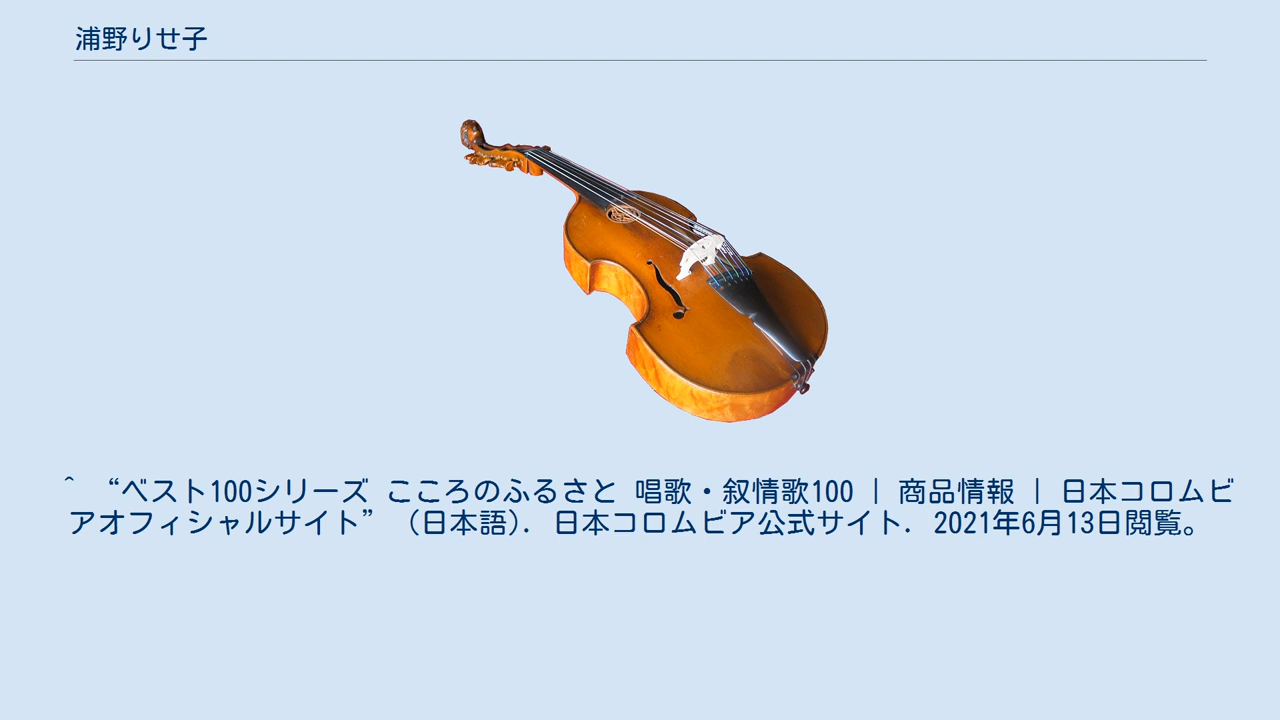 浦野りせ子
^ “ベスト100シリーズ こころのふるさと 唱歌・叙情歌100 | 商品情報 | 日本コロムビ
アオフィシャルサイト” (日本語). 日本コロムビア公式サイト. 2021年6月13日閲覧。